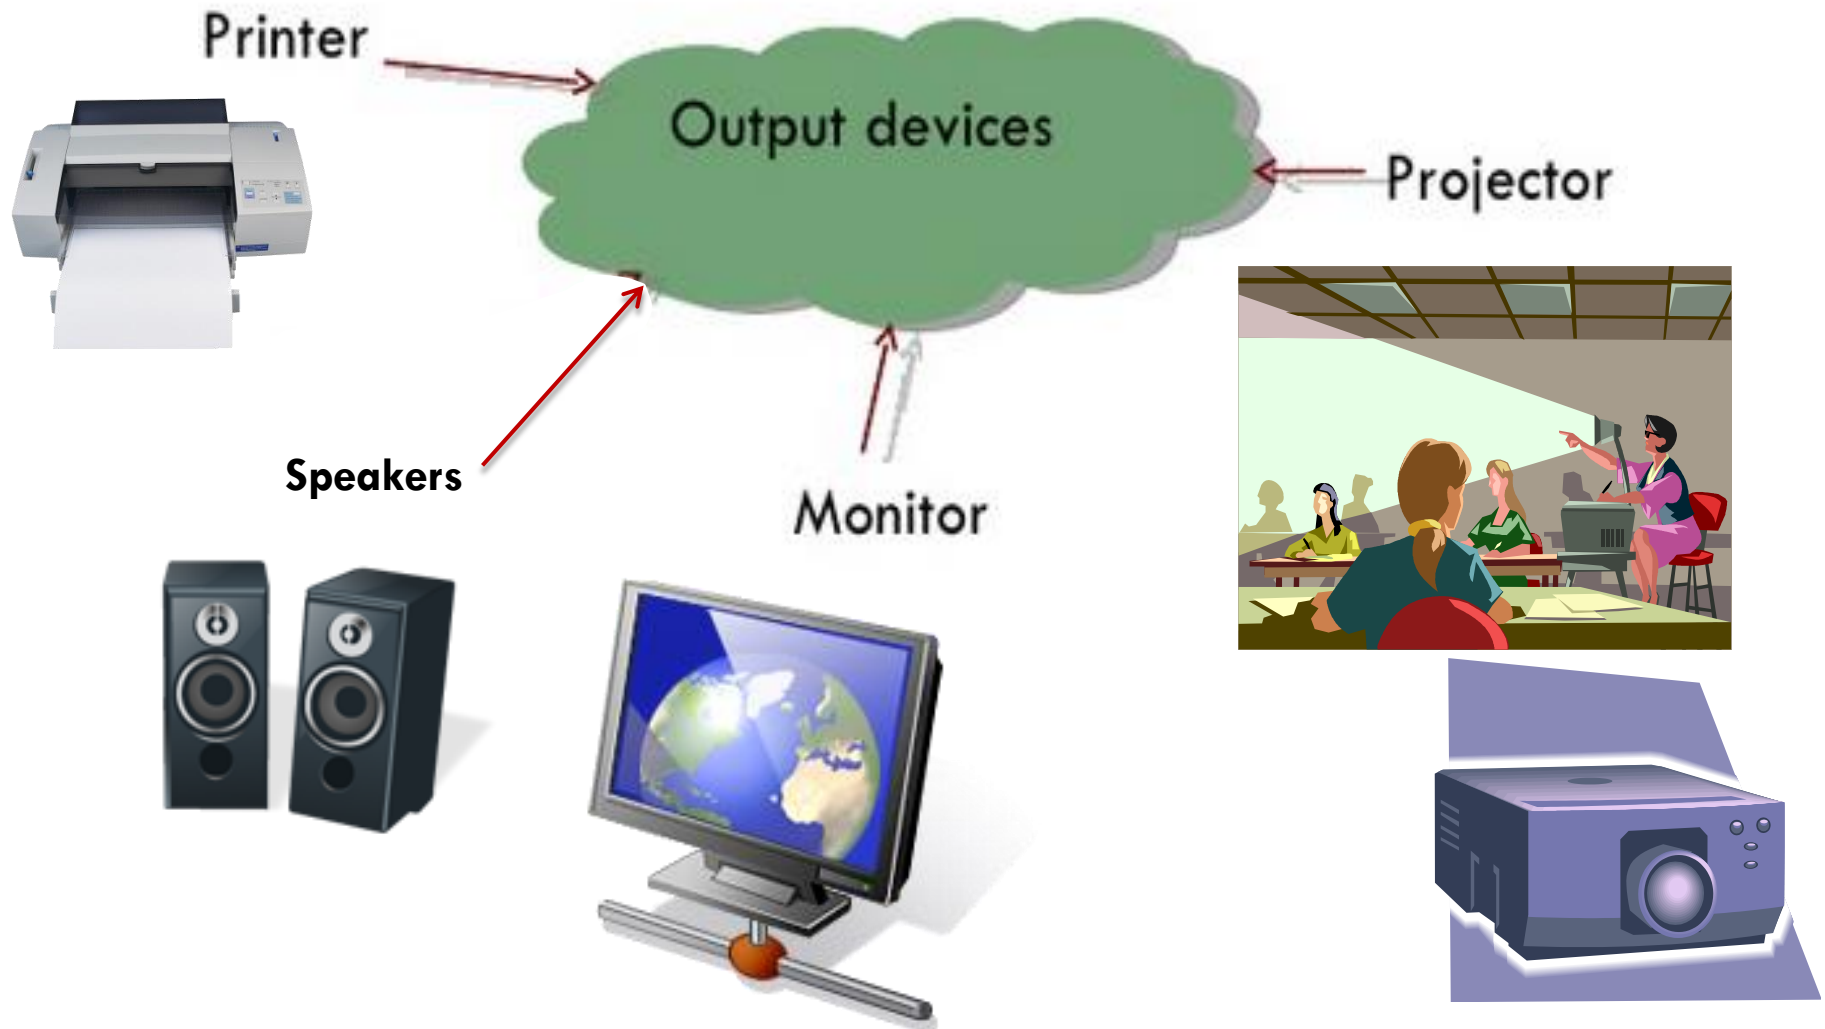 Printer
Output devices
Projector
Speakers
Monitor